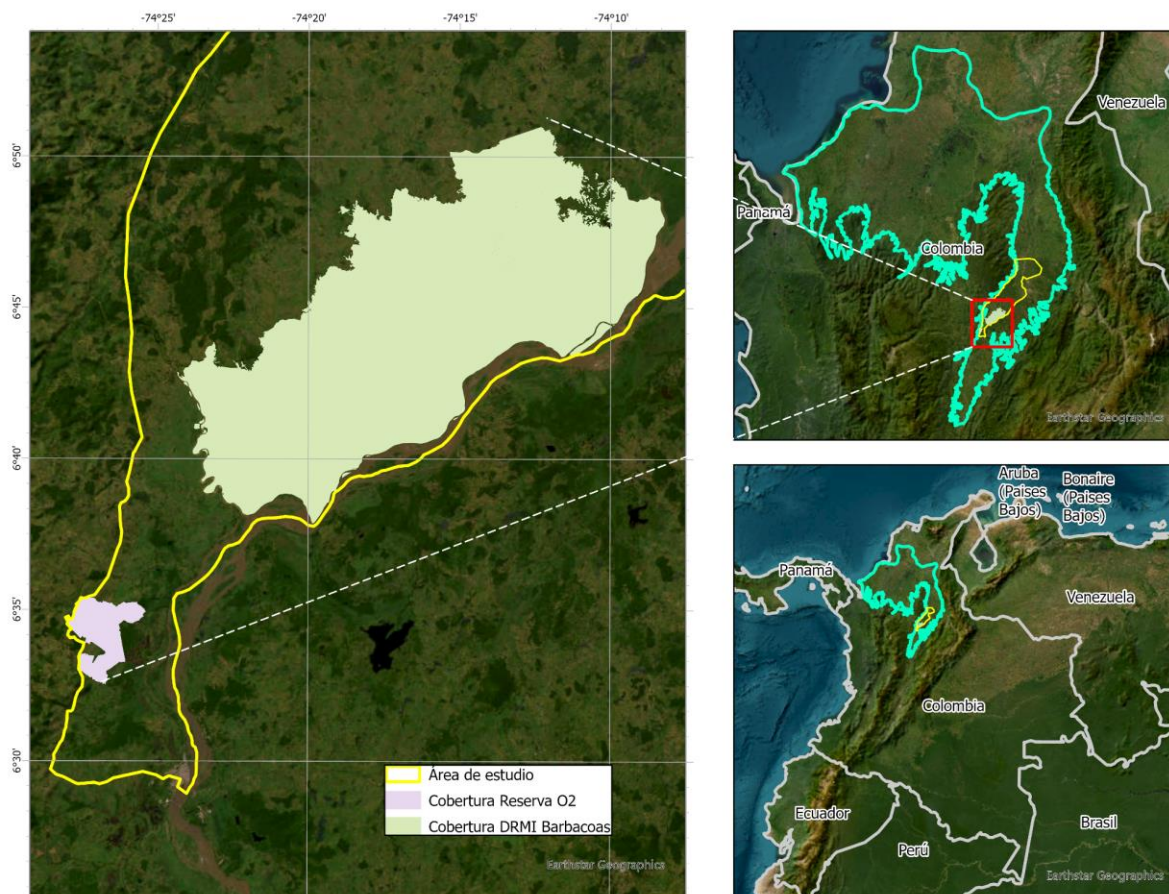 -74°25' -74°20' -74°15' -74°10'
6°50'
6°45'
6°40'
6°35'
6°30'
Área de estudio
Cobertura Reserva O2
Cobertura DRMI Barbacoas
Earthstar Geographics
Venezuela
Panamá
Colombia
Earthstar Geographics
Aruba
(Paises
Bajos)
Bonaire
(Paises
Bajos)
Panamá
Venezuela
Colombia
Ecuador
Perú
Brasil
Earthstar Geographics